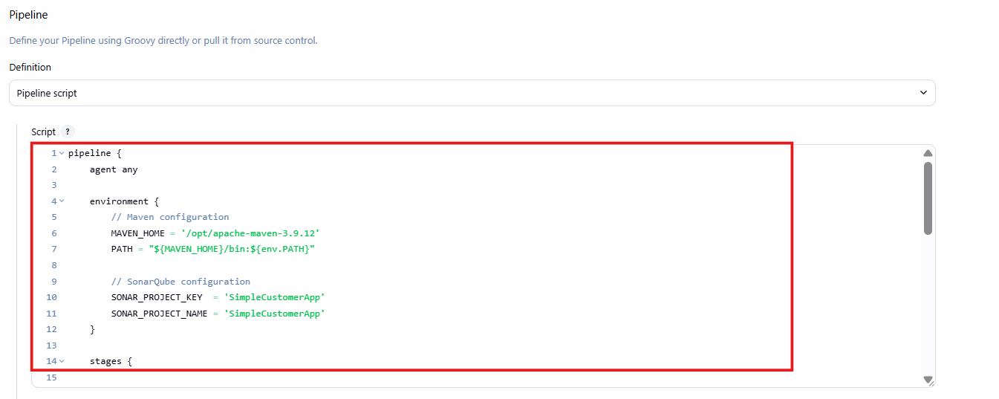 Pipeline
Define your Pipeline using Groovy directly or pull it from source control.
Definition
Pipeline script
Script ?
1 pipeline {
2     agent any
3
4     environment {
5         // Maven configuration
6         MAVEN_HOME = '/opt/apache-maven-3.9.12'
7         PATH = "${MAVEN_HOME}/bin:${env.PATH}"
8
9         // SonarQube configuration
10         SONAR_PROJECT_KEY  = 'SimpleCustomerApp'
11         SONAR_PROJECT_NAME = 'SimpleCustomerApp'
12     }
13
14     stages {
15